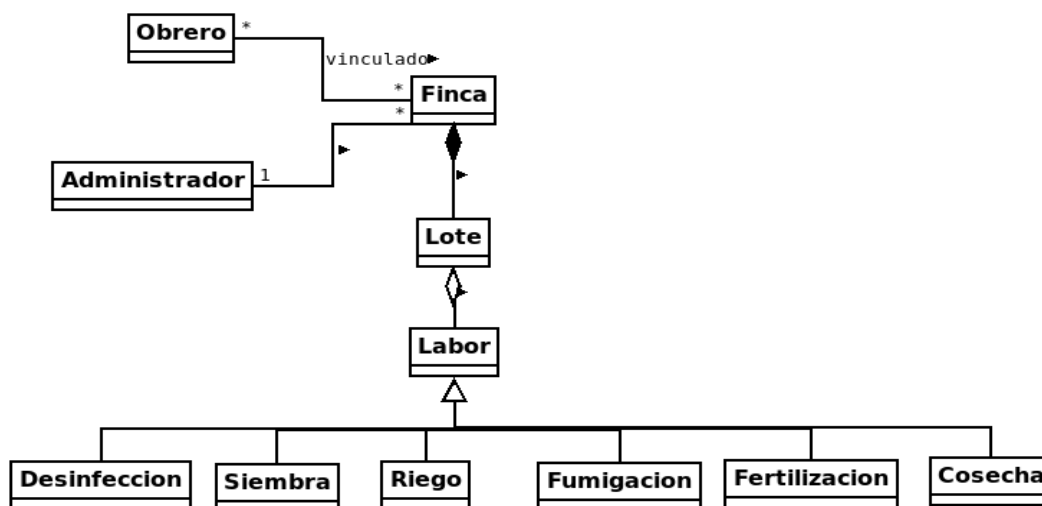 Obrero
*
vinculado
*
Finca
*
Administrador
1
Lote
Labor
Desinfeccion
Siembra
Riego
Fumigacion
Fertilizacion
Cosecha